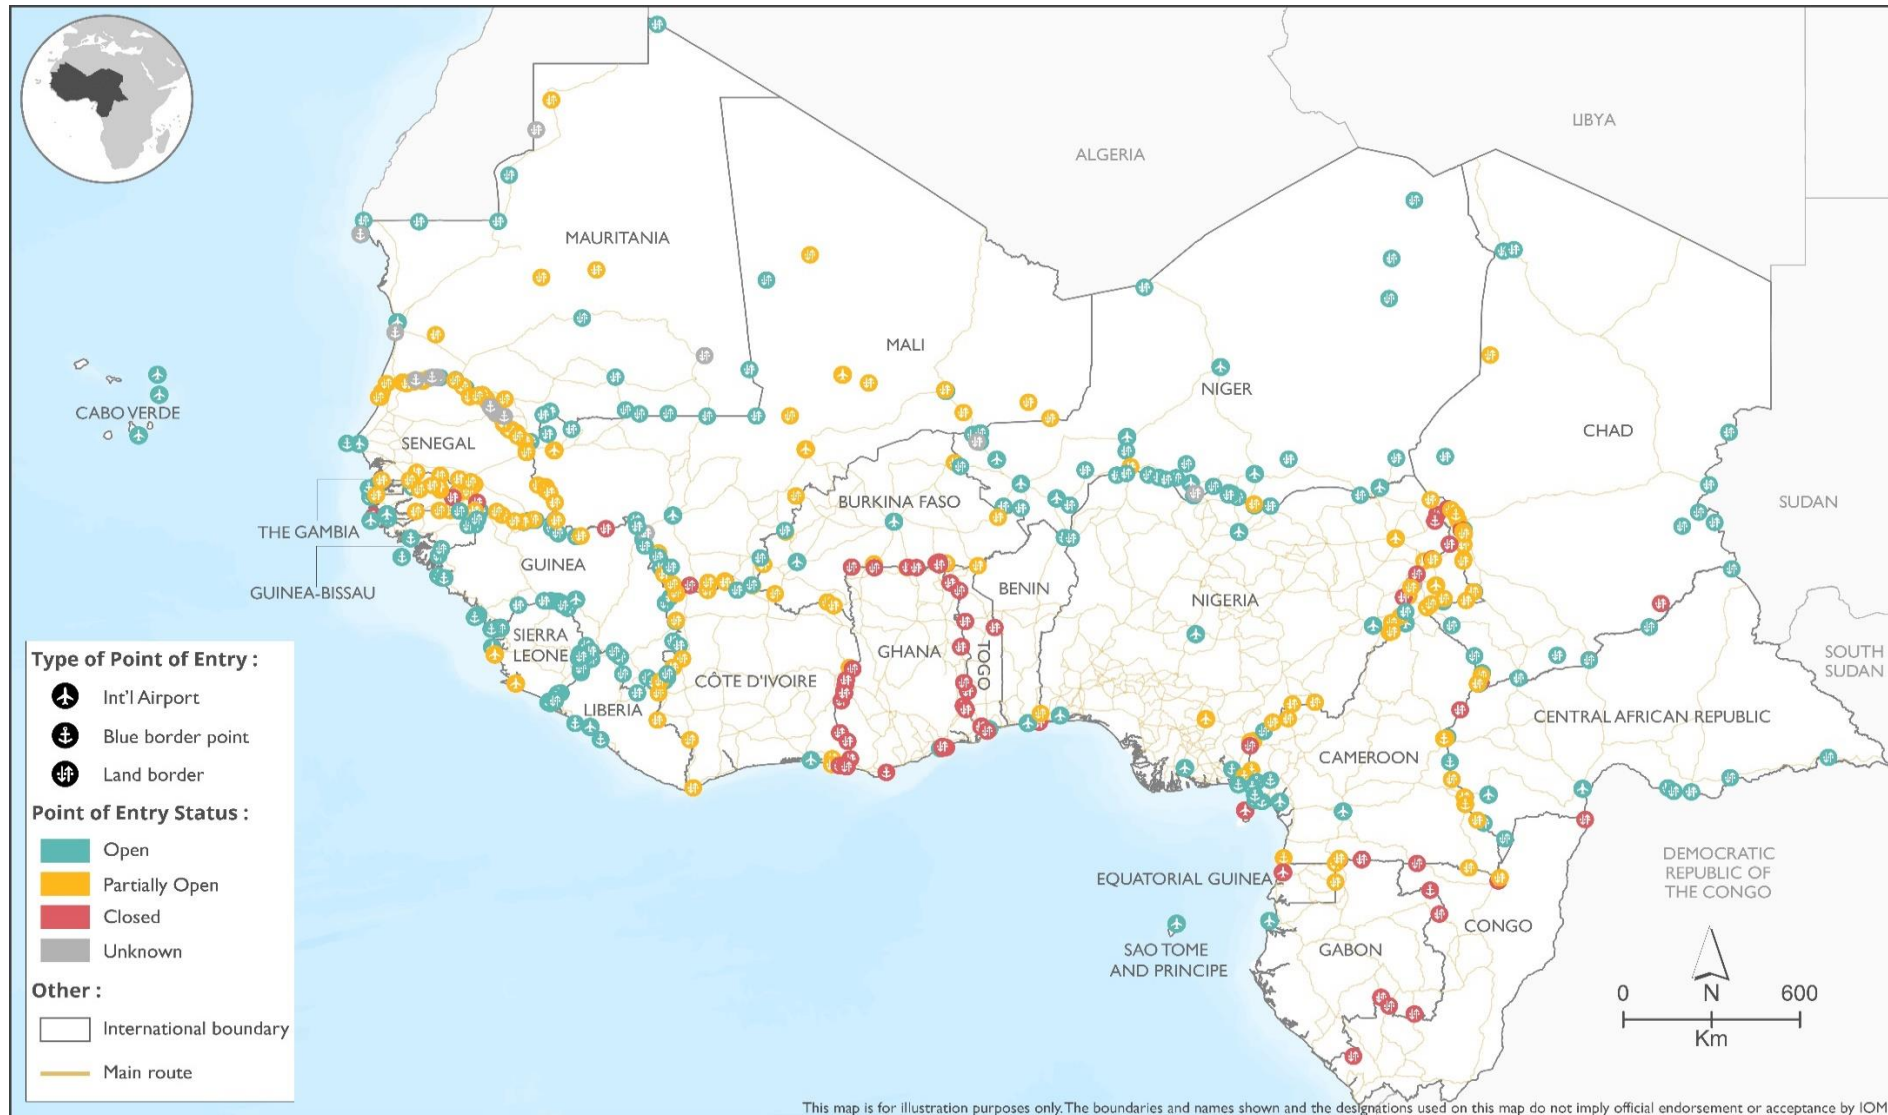 LIBYA
ALGERIA
MAURITANIA
MALI
NIGER
CHAD
CABO VERDE
SENEGAL
SUDAN
BURKINA FASO
THE GAMBIA
GUINEA
GUINEA-BISSAU
BENIN
NIGERIA
SIERRA
LEONE
GHANA
TOGO
SOUTH
SUDAN
CÔTE D'IVOIRE
LIBERIA
CENTRAL AFRICAN REPUBLIC
CAMEROON
DEMOCRATIC
REPUBLIC OF
THE CONGO
EQUATORIAL GUINEA
CONGO
GABON
SAO TOME
AND PRINCIPE
Type of Point of Entry :
Int'l Airport
Blue border point
Land border
Point of Entry Status :
Open
Partially Open
Closed
Unknown
Other :
International boundary
Main route
0 N 600
Km
This map is for illustration purposes only. The boundaries and names shown and the designations used on this map do not imply official endorsement or acceptance by IOM